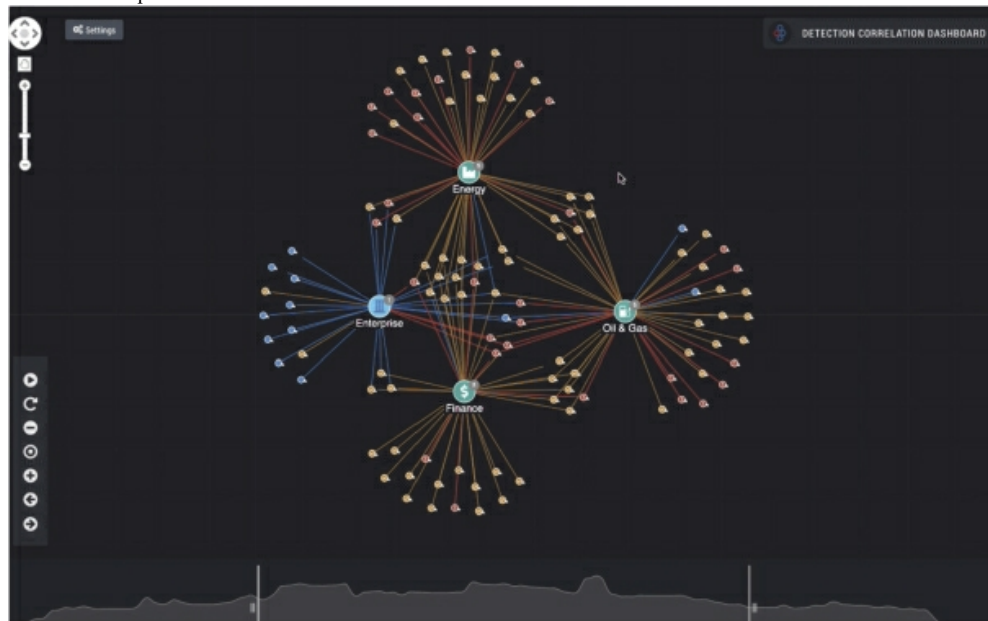 Settings
DETECTION CORRELATION DASHBOARD
Energy
Enterprise
Oil & Gas
Finance